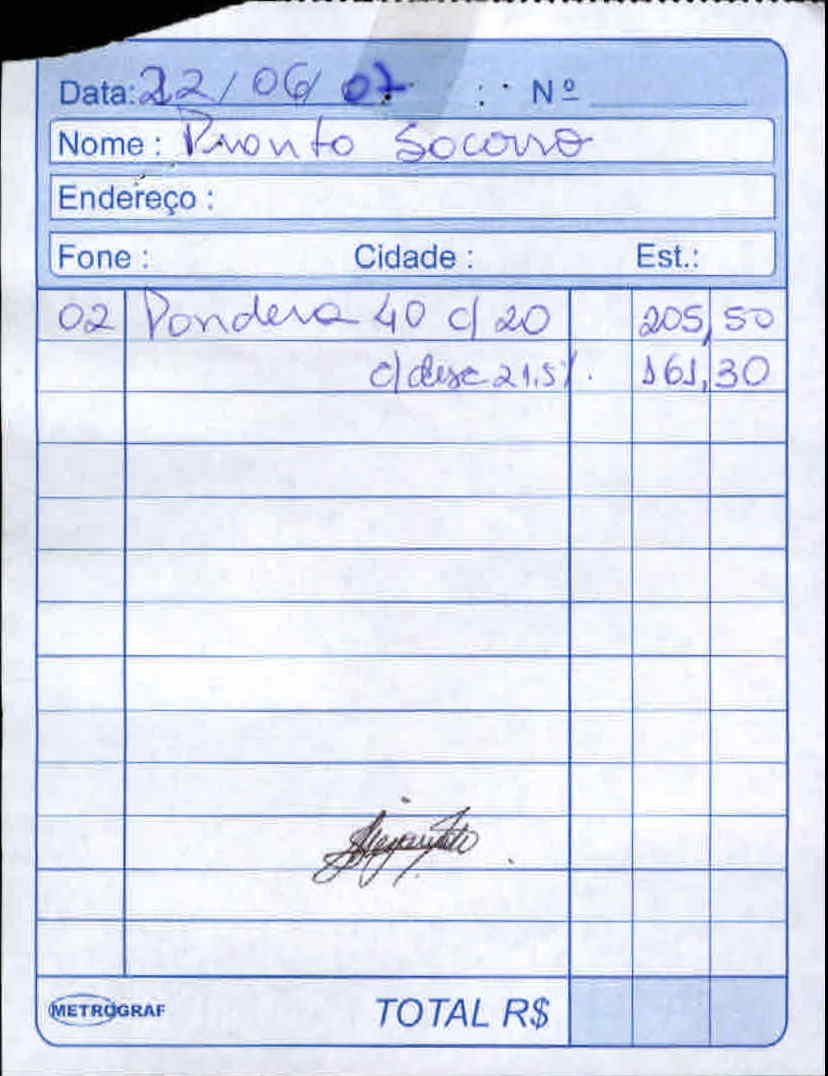 Data: 22/06/07 Nº
Nome: Pronto Socorro
Endereço:
Fone: Cidade: Est.:
02 Pondera 40 c/ 20 205,50
c/ desc 21,5%. 161,30
METROGRAF TOTAL R$